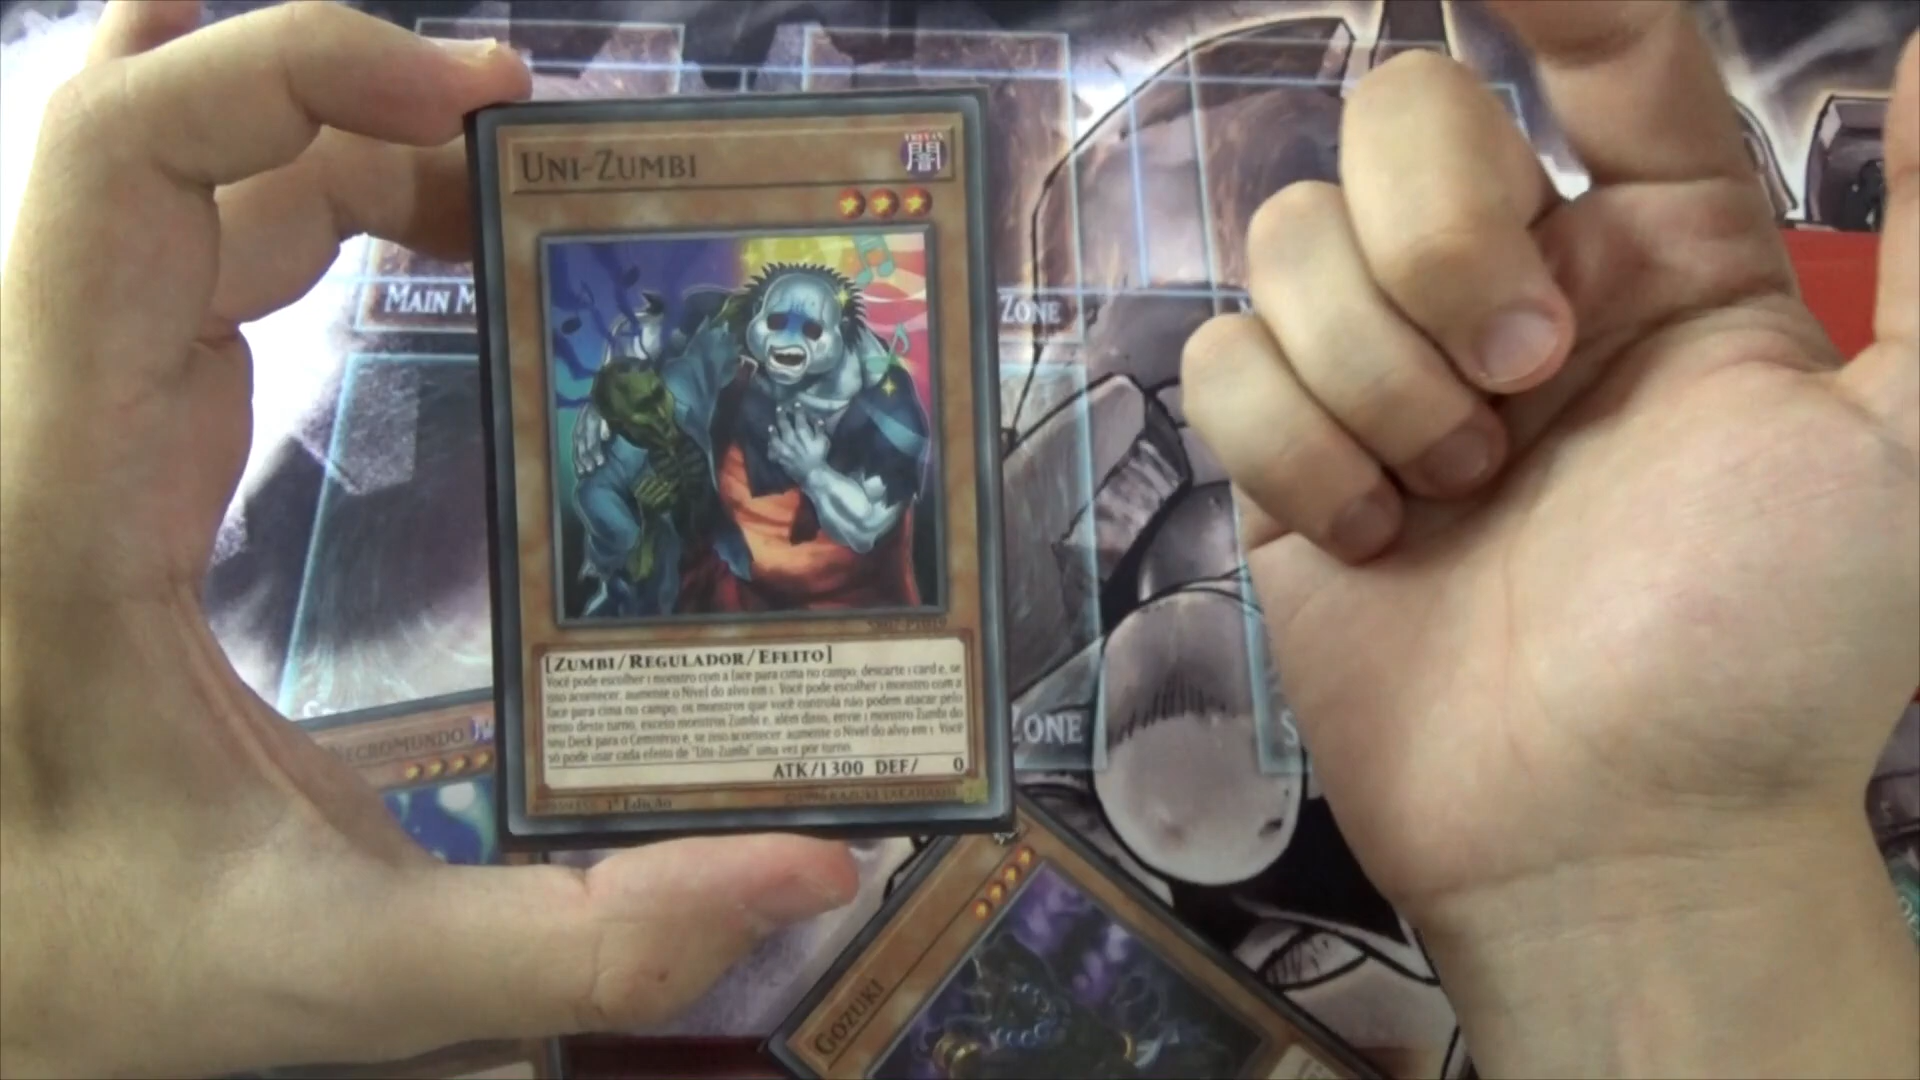 UNI-ZUMBI
闇
MAIN M
ZONE
SR07-PT019
[ZUMBI/REGULADOR/EFEITO]
Você pode escolher 1 monstro com a face para cima no campo; descarte 1 card e, se
isso acontecer, aumente o Nível do alvo em 1. Você pode escolher 1 monstro com a
face para cima no campo; os monstros que você controla não podem atacar pelo
resto deste turno, exceto monstros Zumbi e, além disso, envie 1 monstro Zumbi do
seu Deck para o Cemitério e, se isso acontecer, aumente o Nível do alvo em 1. Você
só pode usar cada efeito de "Uni-Zumbi" uma vez por turno.
ATK/1300 DEF/ 0
1ª Edição
©1996 KAZUKI TAKAHASHI
ZONE
S
NECROMUNDO
GOZUKI